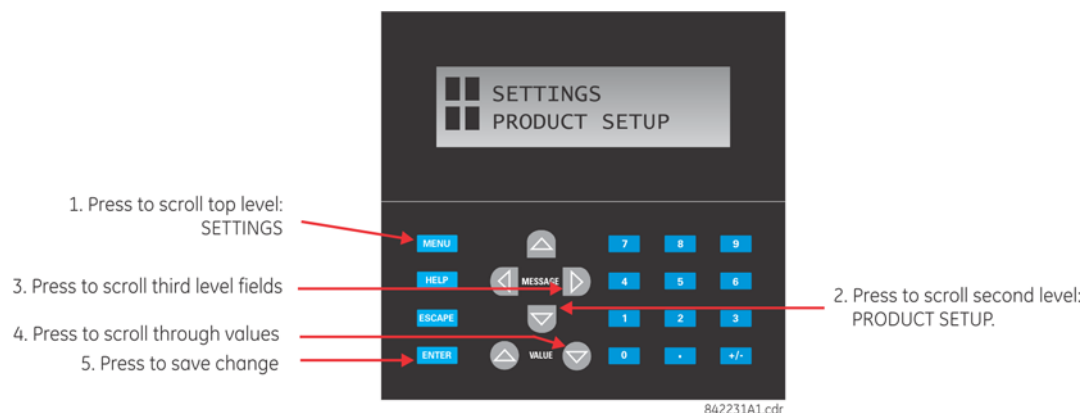 SETTINGS
PRODUCT SETUP
1. Press to scroll top level:
SETTINGS
MENU
7 8 9
HELP
MESSAGE
4 5 6
3. Press to scroll third level fields
2. Press to scroll second level:
PRODUCT SETUP.
ESCAPE
1 2 3
4. Press to scroll through values
5. Press to save change
ENTER
VALUE
0 . +/-
842231A1.cdr